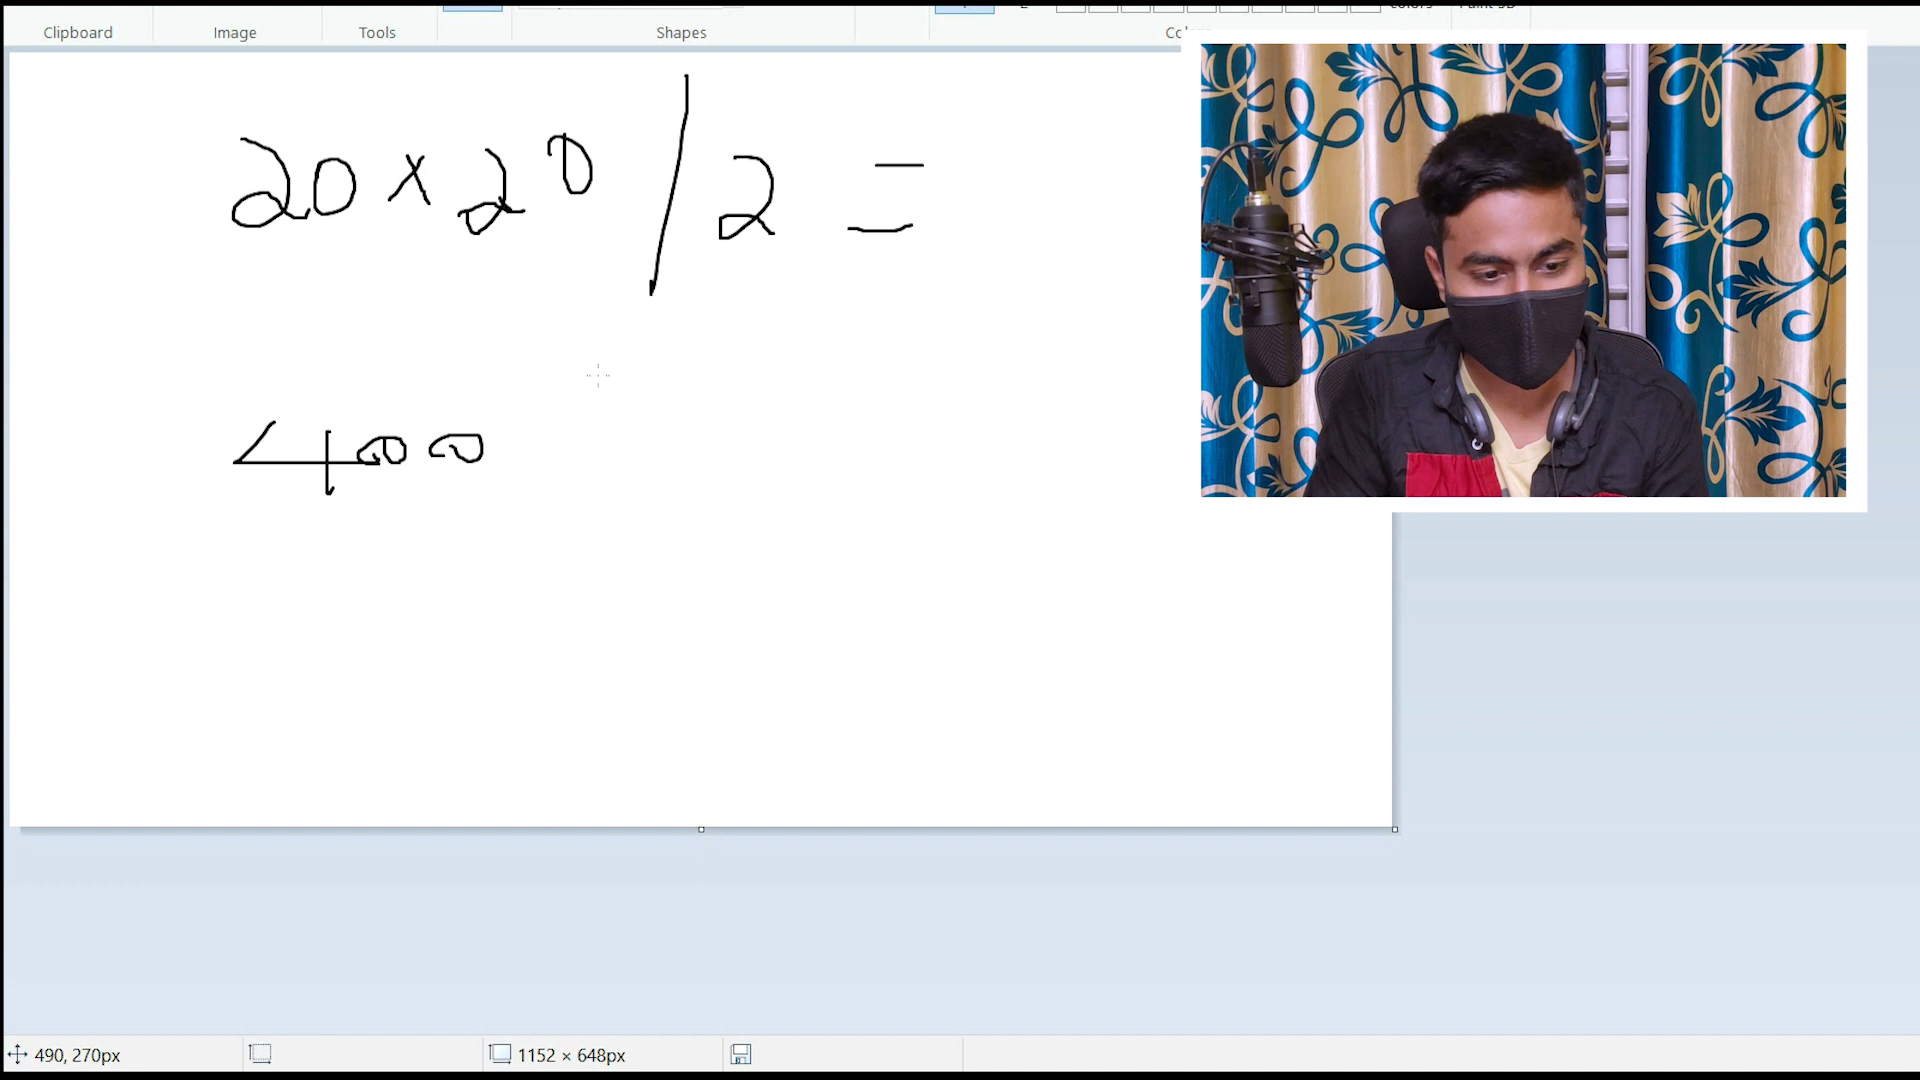 Clipboard Image Tools Shapes
20 × 20 / 2 =
400
490, 270px 1152 × 648px